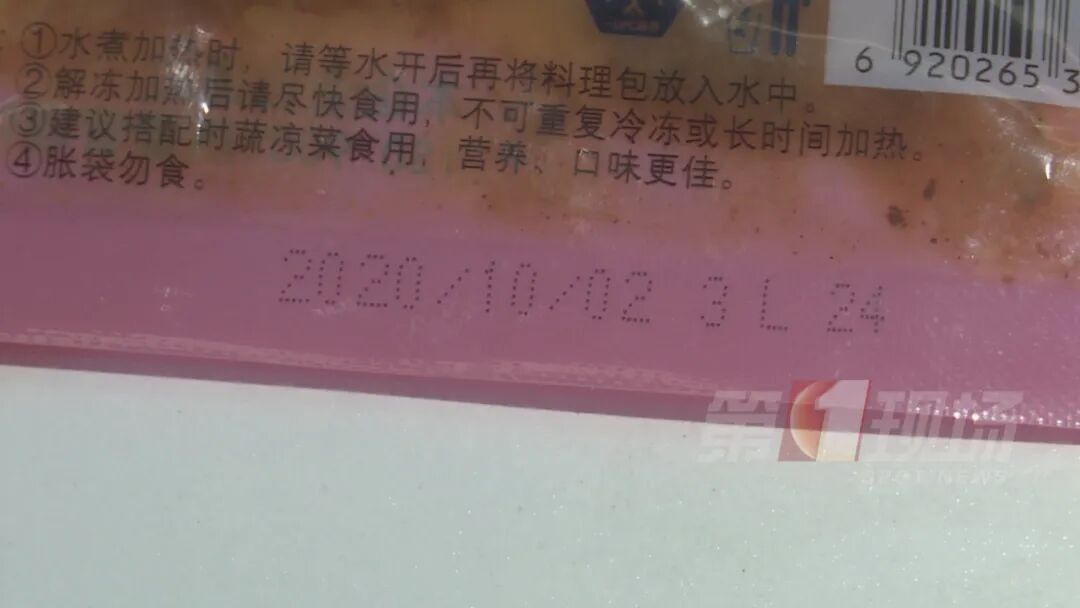 ①水煮加热时，请等水开后再将料理包放入水中。
②解冻加热后请尽快食用，不可重复冷冻或长时间加热。
③建议搭配时蔬凉菜食用，营养、口味更佳。
④胀袋勿食。
6 920265 3
2020/10/02 3 L 24
第1现场
SPOT NEWS